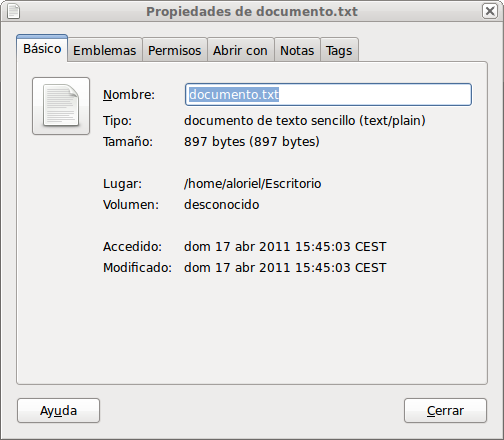 Propiedades de documento.txt
Básico Emblemas Permisos Abrir con Notas Tags
Nombre: documento.txt
Tipo: documento de texto sencillo (text/plain)
Tamaño: 897 bytes (897 bytes)
Lugar: /home/aloriel/Escritorio
Volumen: desconocido
Accedido: dom 17 abr 2011 15:45:03 CEST
Modificado: dom 17 abr 2011 15:45:03 CEST
Ayuda Cerrar